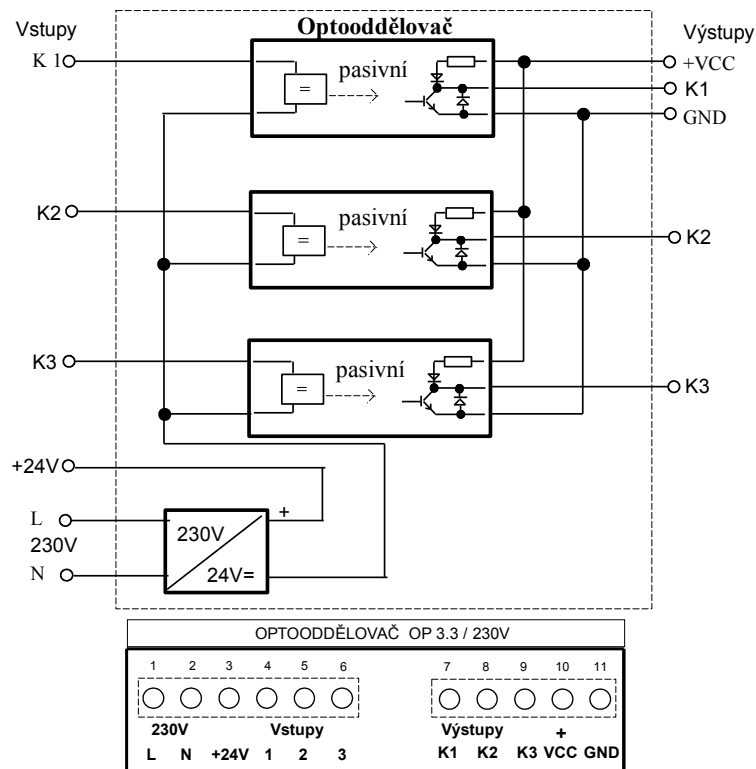 Vstupy
Optooddělovač
Výstupy
K 1
=
pasivní
+VCC
K1
GND
K2
=
pasivní
K2
K3
=
pasivní
K3
+24V
L
230V
N
230V
24V=
+
OPTOODDĚLOVAČ OP 3.3 / 230V
1 2 3 4 5 6 7 8 9 10 11
230V Vstupy Výstupy +
L N +24V 1 2 3 K1 K2 K3 VCC GND